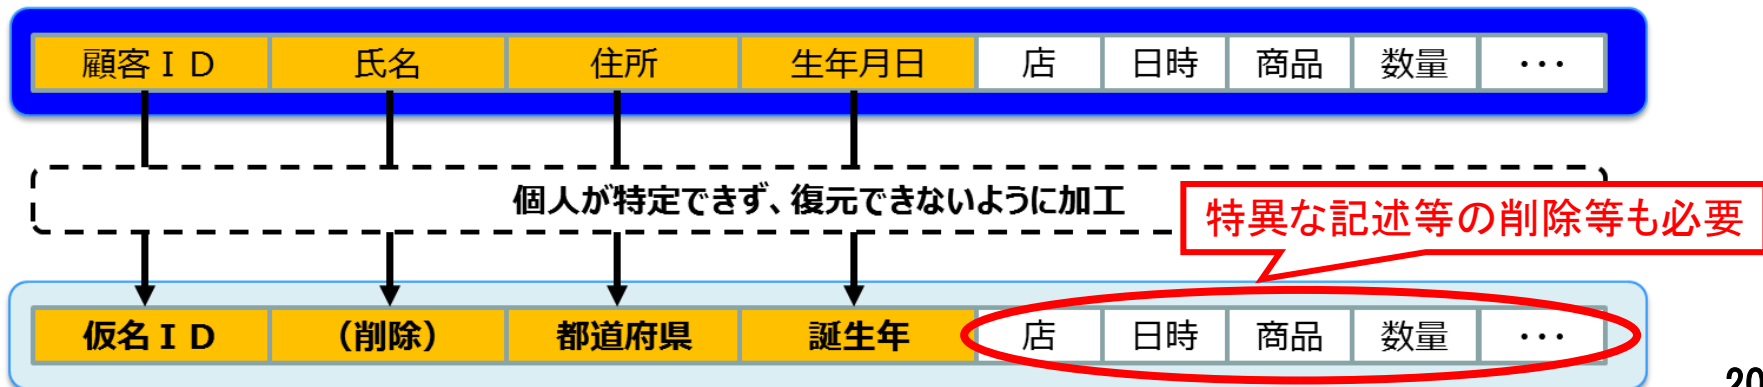 顧客ＩＤ 氏名 住所 生年月日 店 日時 商品 数量 ・・・
個人が特定できず、復元できないように加工
特異な記述等の削除等も必要
仮名ＩＤ （削除） 都道府県 誕生年 店 日時 商品 数量 ・・・
20